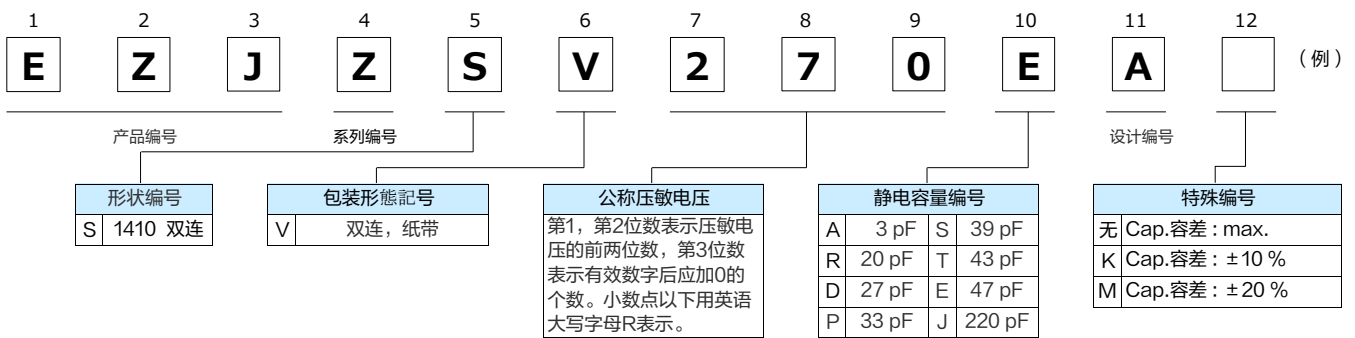 1 2 3 4 5 6 7 8 9 10 11 12
E Z J Z S V 2 7 0 E A （例）
产品编号 系列编号 设计编号
形状编号
S 1410 双连
包装形態記号
V 双连，纸带
公称压敏电压
第1，第2位数表示压敏电
压的前两位数，第3位数
表示有效数字后应加0的
个数。小数点以下用英语
大写字母R表示。
静电容量编号
A 3 pF S 39 pF
R 20 pF T 43 pF
D 27 pF E 47 pF
P 33 pF J 220 pF
特殊编号
无 Cap.容差 : max.
K Cap.容差 : ±10 %
M Cap.容差 : ±20 %